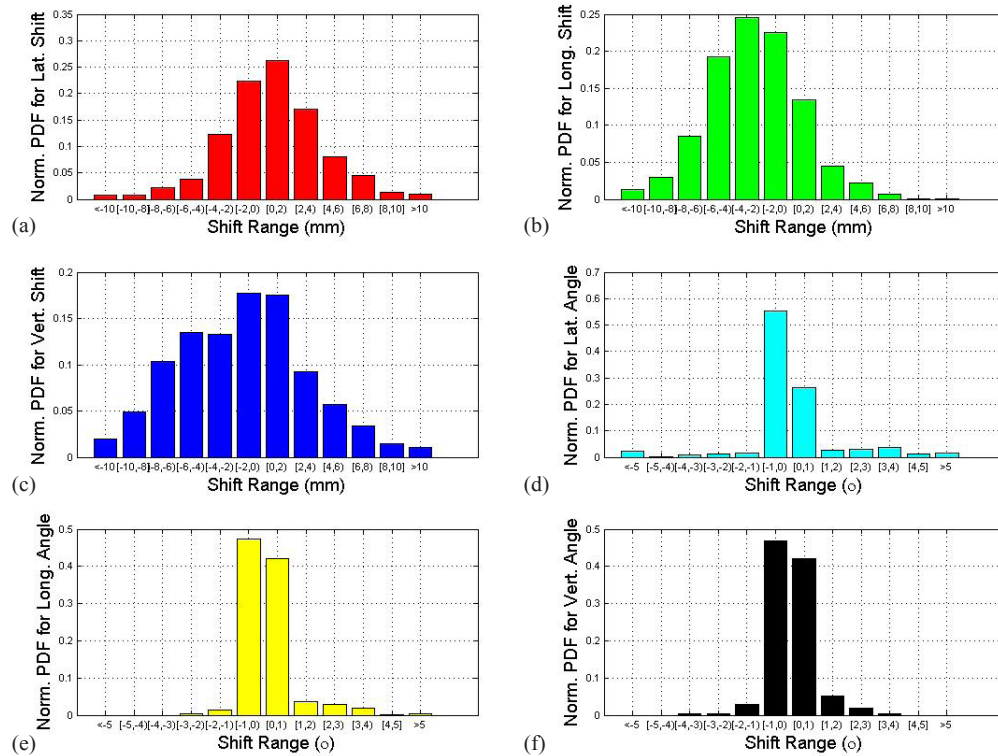 Norm. PDF for Lat. Shift
0.35
0.3
0.25
0.2
0.15
0.1
0.05
0
<-10 [-10,-8) [-8,-6) [-6,-4) [-4,-2) [-2,0) [0,2) [2,4) [4,6) [6,8) [8,10] >10
Shift Range (mm)
(a)
Norm. PDF for Long. Shift
0.25
0.2
0.15
0.1
0.05
0
<-10 [-10,-8) [-8,-6) [-6,-4) [-4,-2) [-2,0) [0,2) [2,4) [4,6) [6,8) [8,10] >10
Shift Range (mm)
(b)
Norm. PDF for Vert. Shift
0.2
0.15
0.1
0.05
0
<-10 [-10,-8) [-8,-6) [-6,-4) [-4,-2) [-2,0) [0,2) [2,4) [4,6) [6,8) [8,10] >10
Shift Range (mm)
(c)
Norm. PDF for Lat. Angle
0.7
0.6
0.5
0.4
0.3
0.2
0.1
0
<-5 [-5,-4) [-4,-3) [-3,-2) [-2,-1) [-1,0) [0,1) [1,2) [2,3) [3,4) [4,5] >5
Shift Range (o)
(d)
Norm. PDF for Long. Angle
0.5
0.4
0.3
0.2
0.1
0
<-5 [-5,-4) [-4,-3) [-3,-2) [-2,-1) [-1,0) [0,1) [1,2) [2,3) [3,4) [4,5] >5
Shift Range (o)
(e)
Norm. PDF for Vert. Angle
0.5
0.4
0.3
0.2
0.1
0
<-5 [-5,-4) [-4,-3) [-3,-2) [-2,-1) [-1,0) [0,1) [1,2) [2,3) [3,4) [4,5] >5
Shift Range (o)
(f)